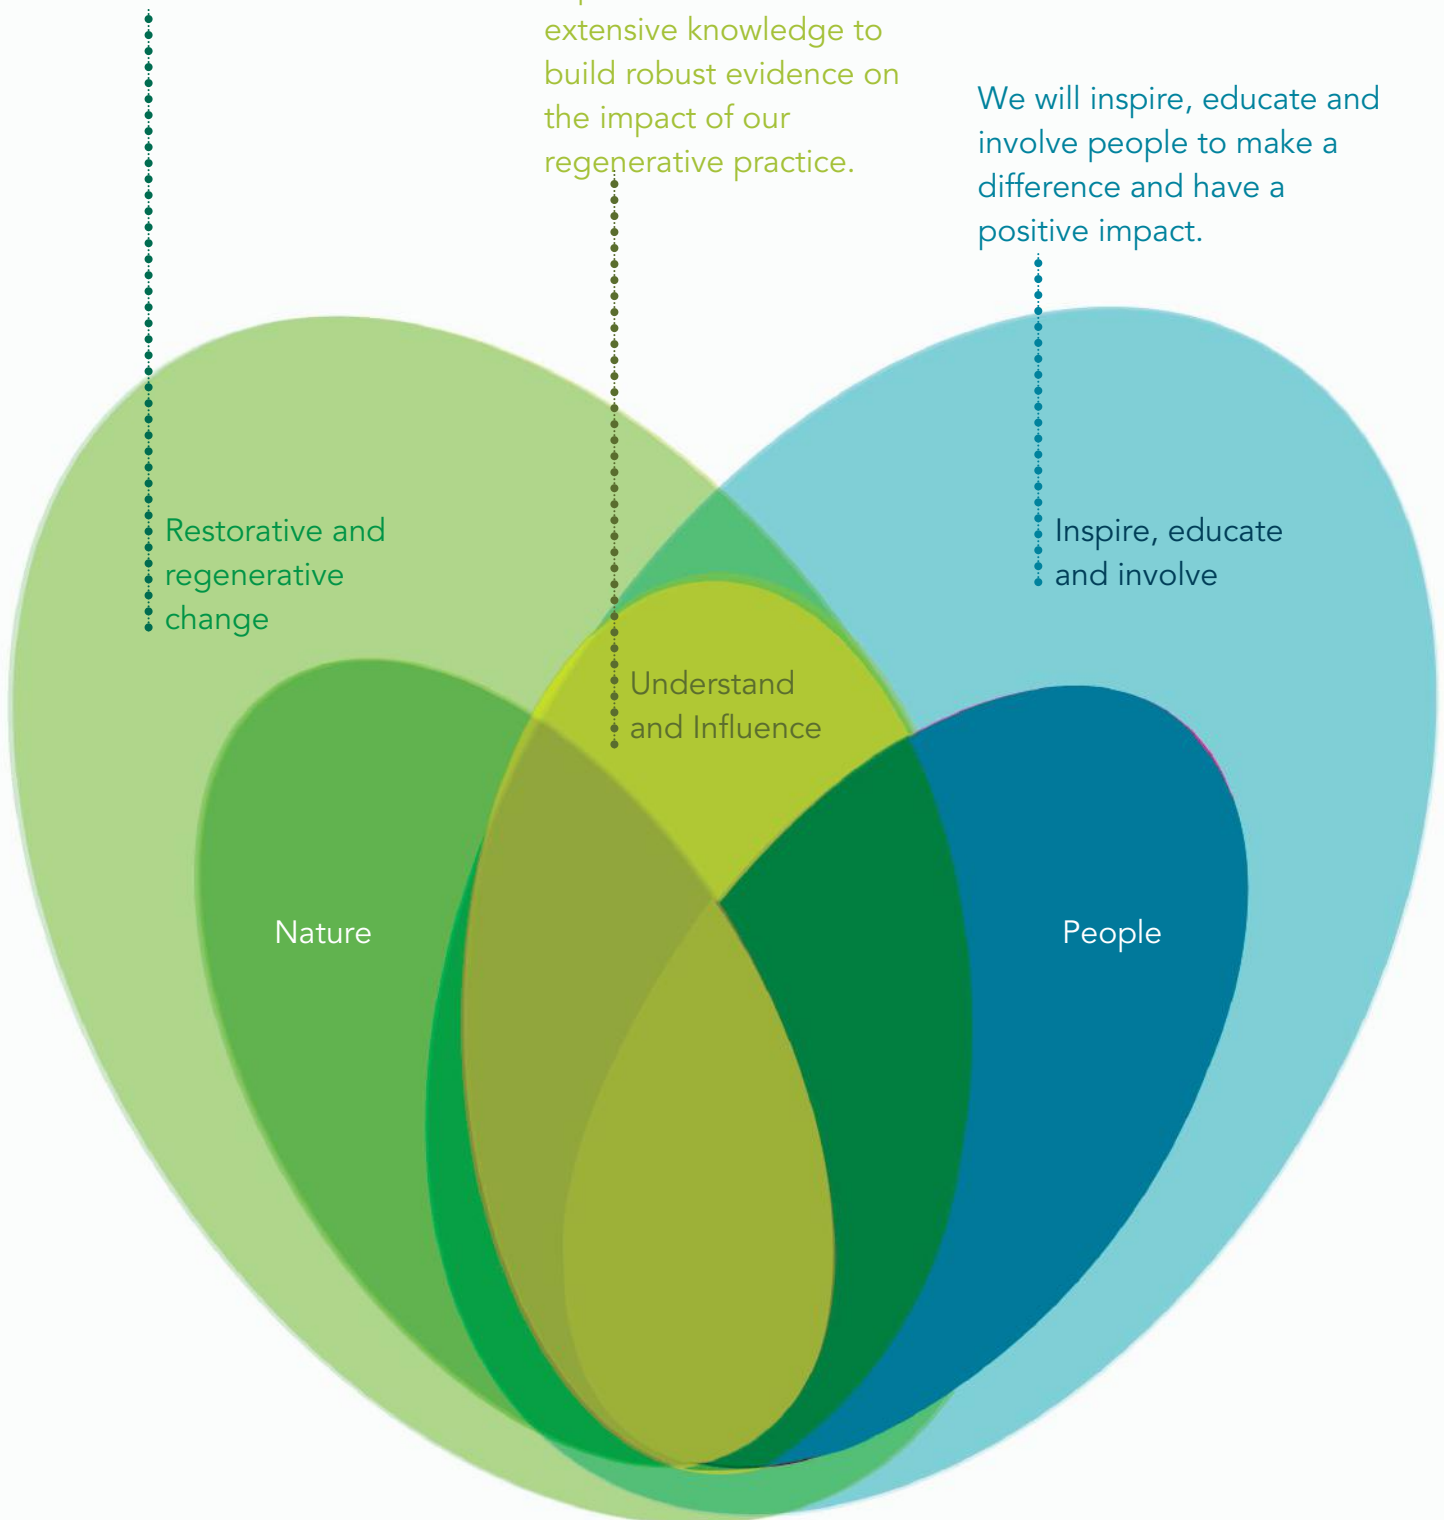 extensive knowledge to
build robust evidence on
the impact of our
regenerative practice.
We will inspire, educate and
involve people to make a
difference and have a
positive impact.
Restorative and
regenerative
change
Inspire, educate
and involve
Understand
and Influence
Nature
People